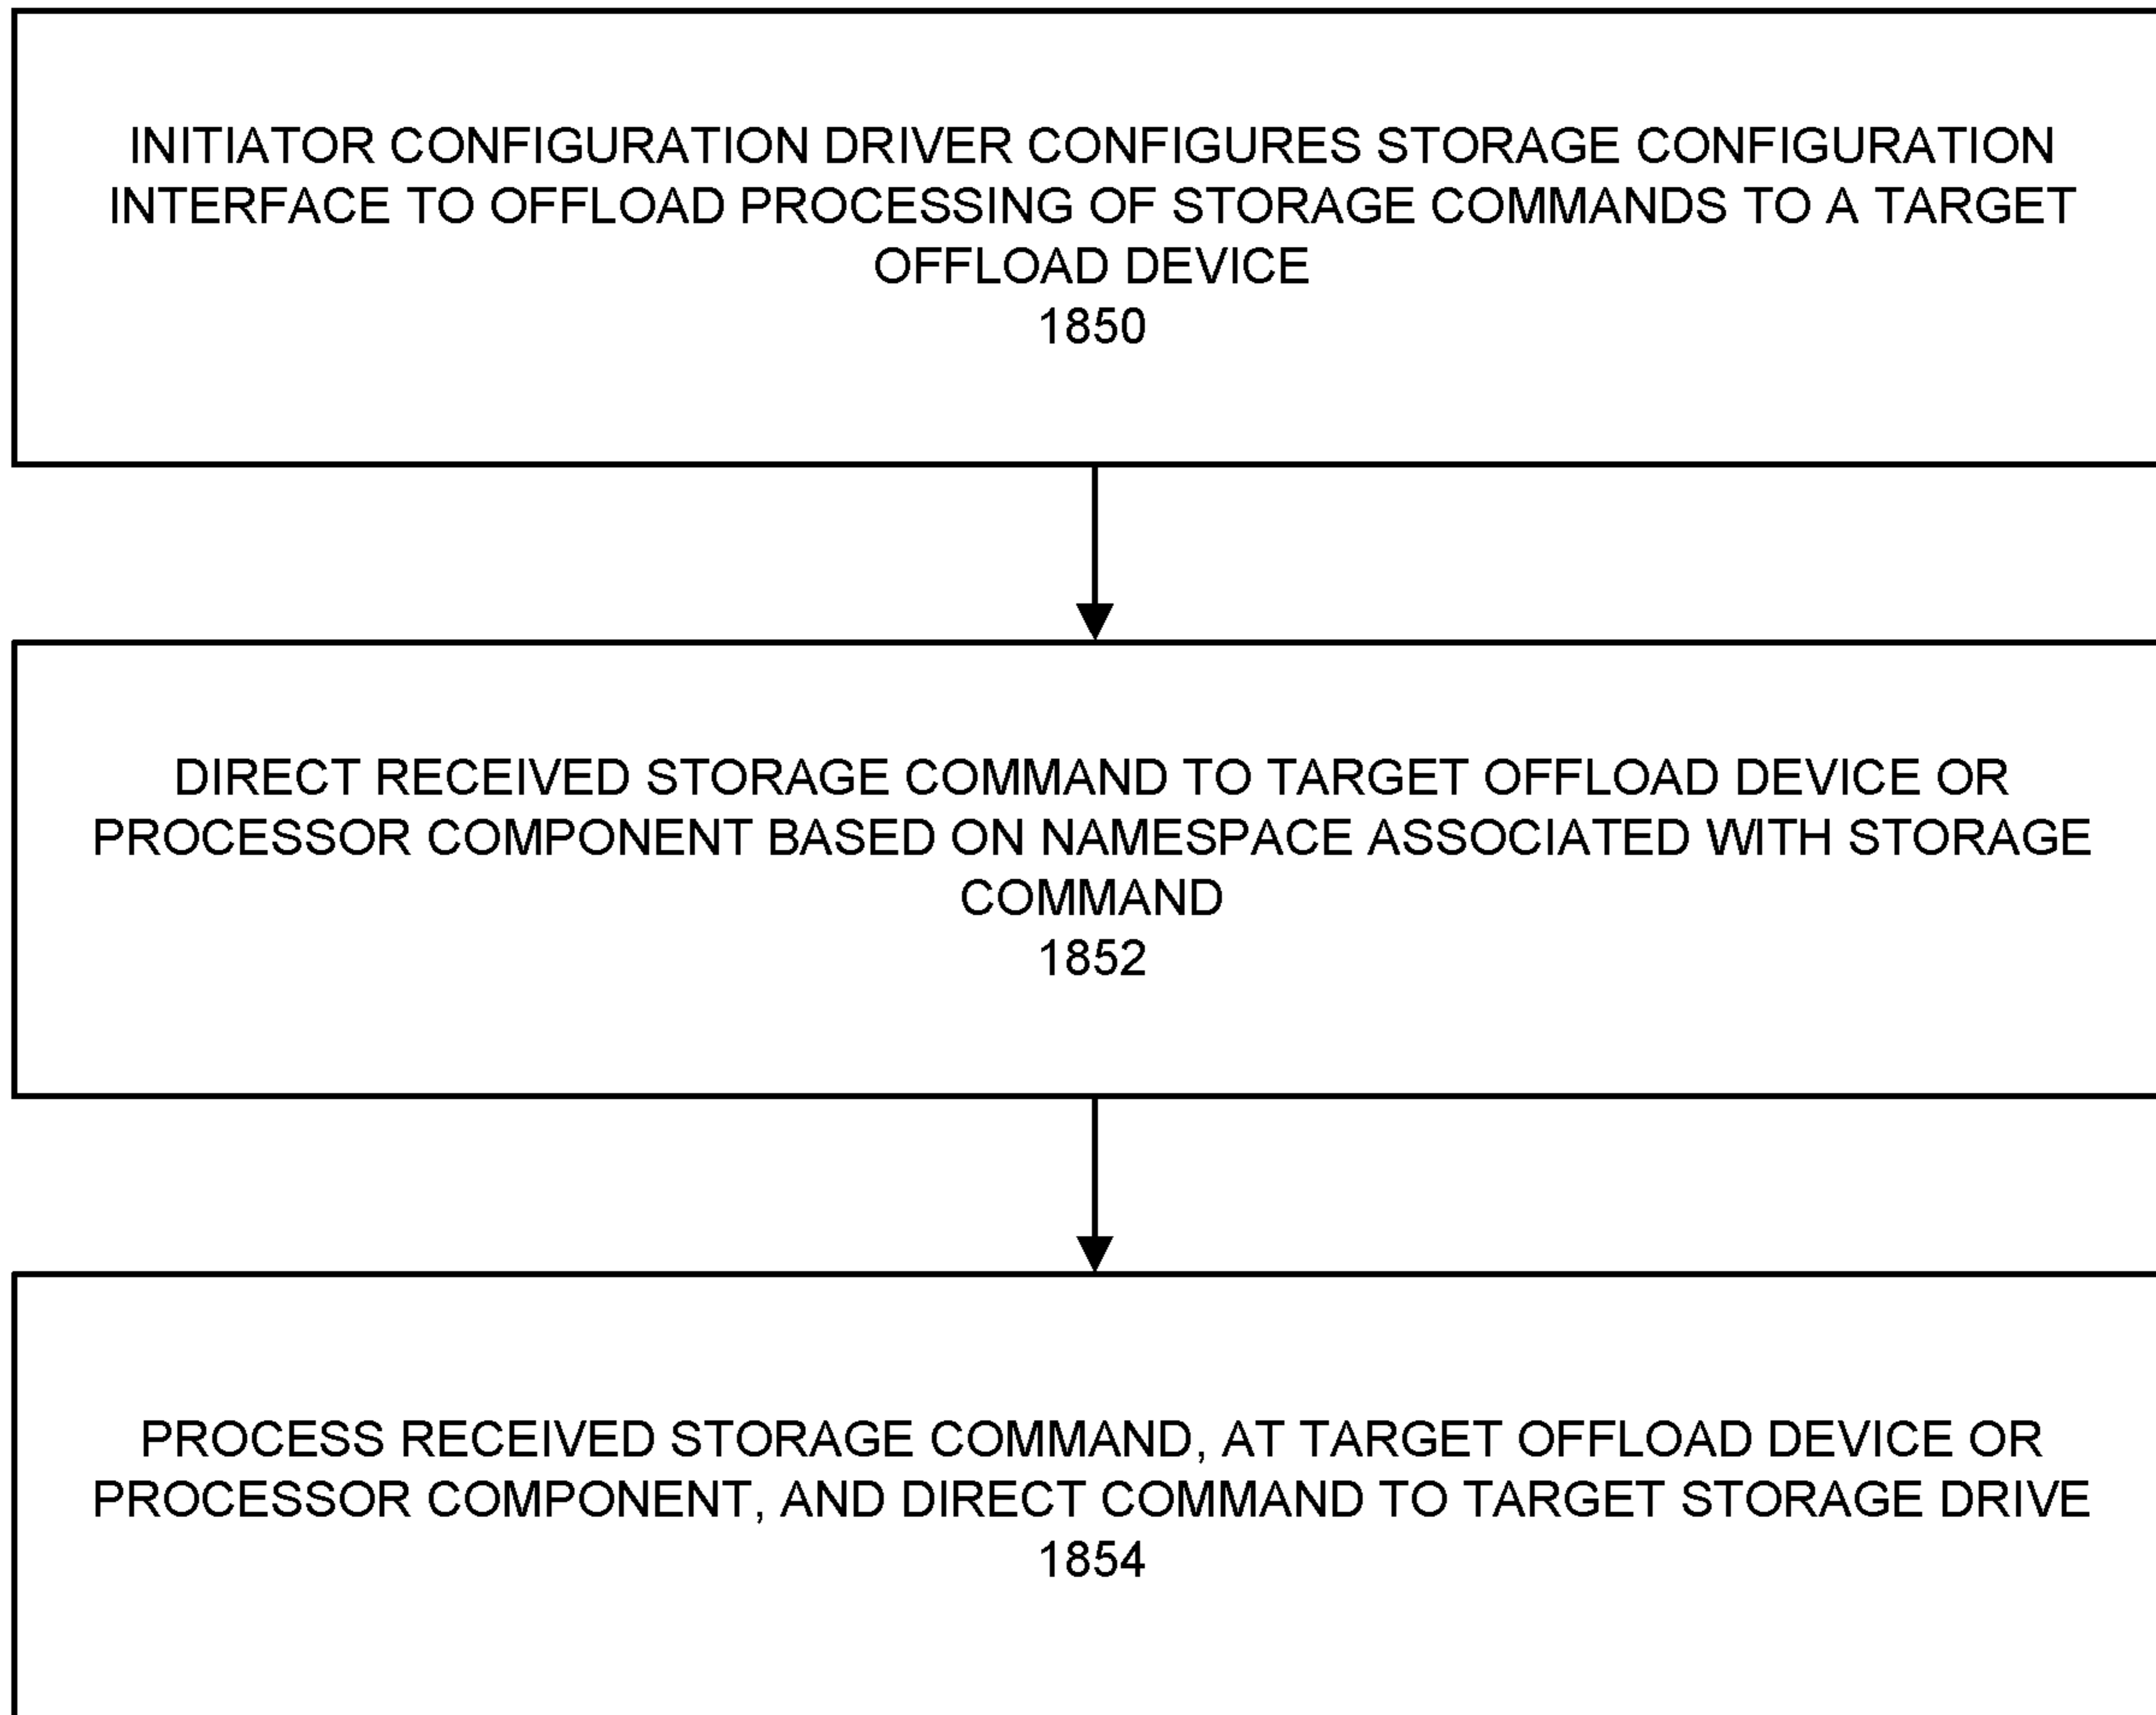 INITIATOR CONFIGURATION DRIVER CONFIGURES STORAGE CONFIGURATION
INTERFACE TO OFFLOAD PROCESSING OF STORAGE COMMANDS TO A TARGET
OFFLOAD DEVICE
1850
DIRECT RECEIVED STORAGE COMMAND TO TARGET OFFLOAD DEVICE OR
PROCESSOR COMPONENT BASED ON NAMESPACE ASSOCIATED WITH STORAGE
COMMAND
1852
PROCESS RECEIVED STORAGE COMMAND, AT TARGET OFFLOAD DEVICE OR
PROCESSOR COMPONENT, AND DIRECT COMMAND TO TARGET STORAGE DRIVE
1854